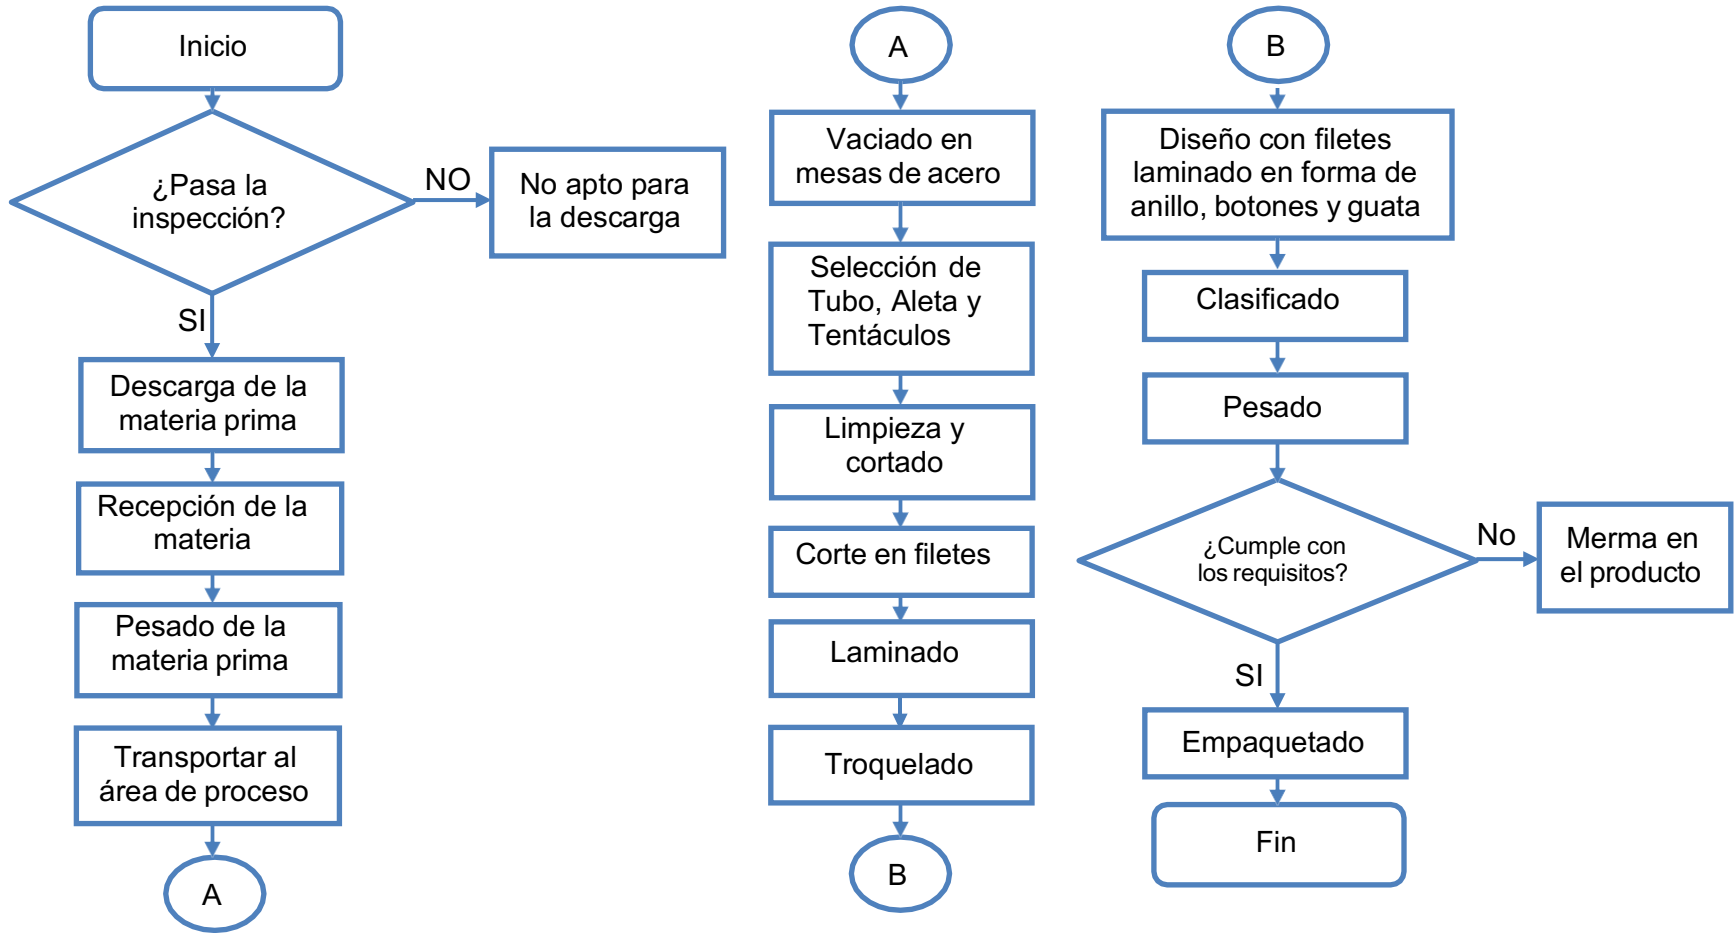 Inicio
¿Pasa la
inspección?
NO
No apto para
la descarga
SI
Descarga de la
materia prima
Recepción de la
materia
Pesado de la
materia prima
Transportar al
área de proceso
A
A
Vaciado en
mesas de acero
Selección de
Tubo, Aleta y
Tentáculos
Limpieza y
cortado
Corte en filetes
Laminado
Troquelado
B
B
Diseño con filetes
laminado en forma de
anillo, botones y guata
Clasificado
Pesado
¿Cumple con
los requisitos?
No
Merma en
el producto
SI
Empaquetado
Fin